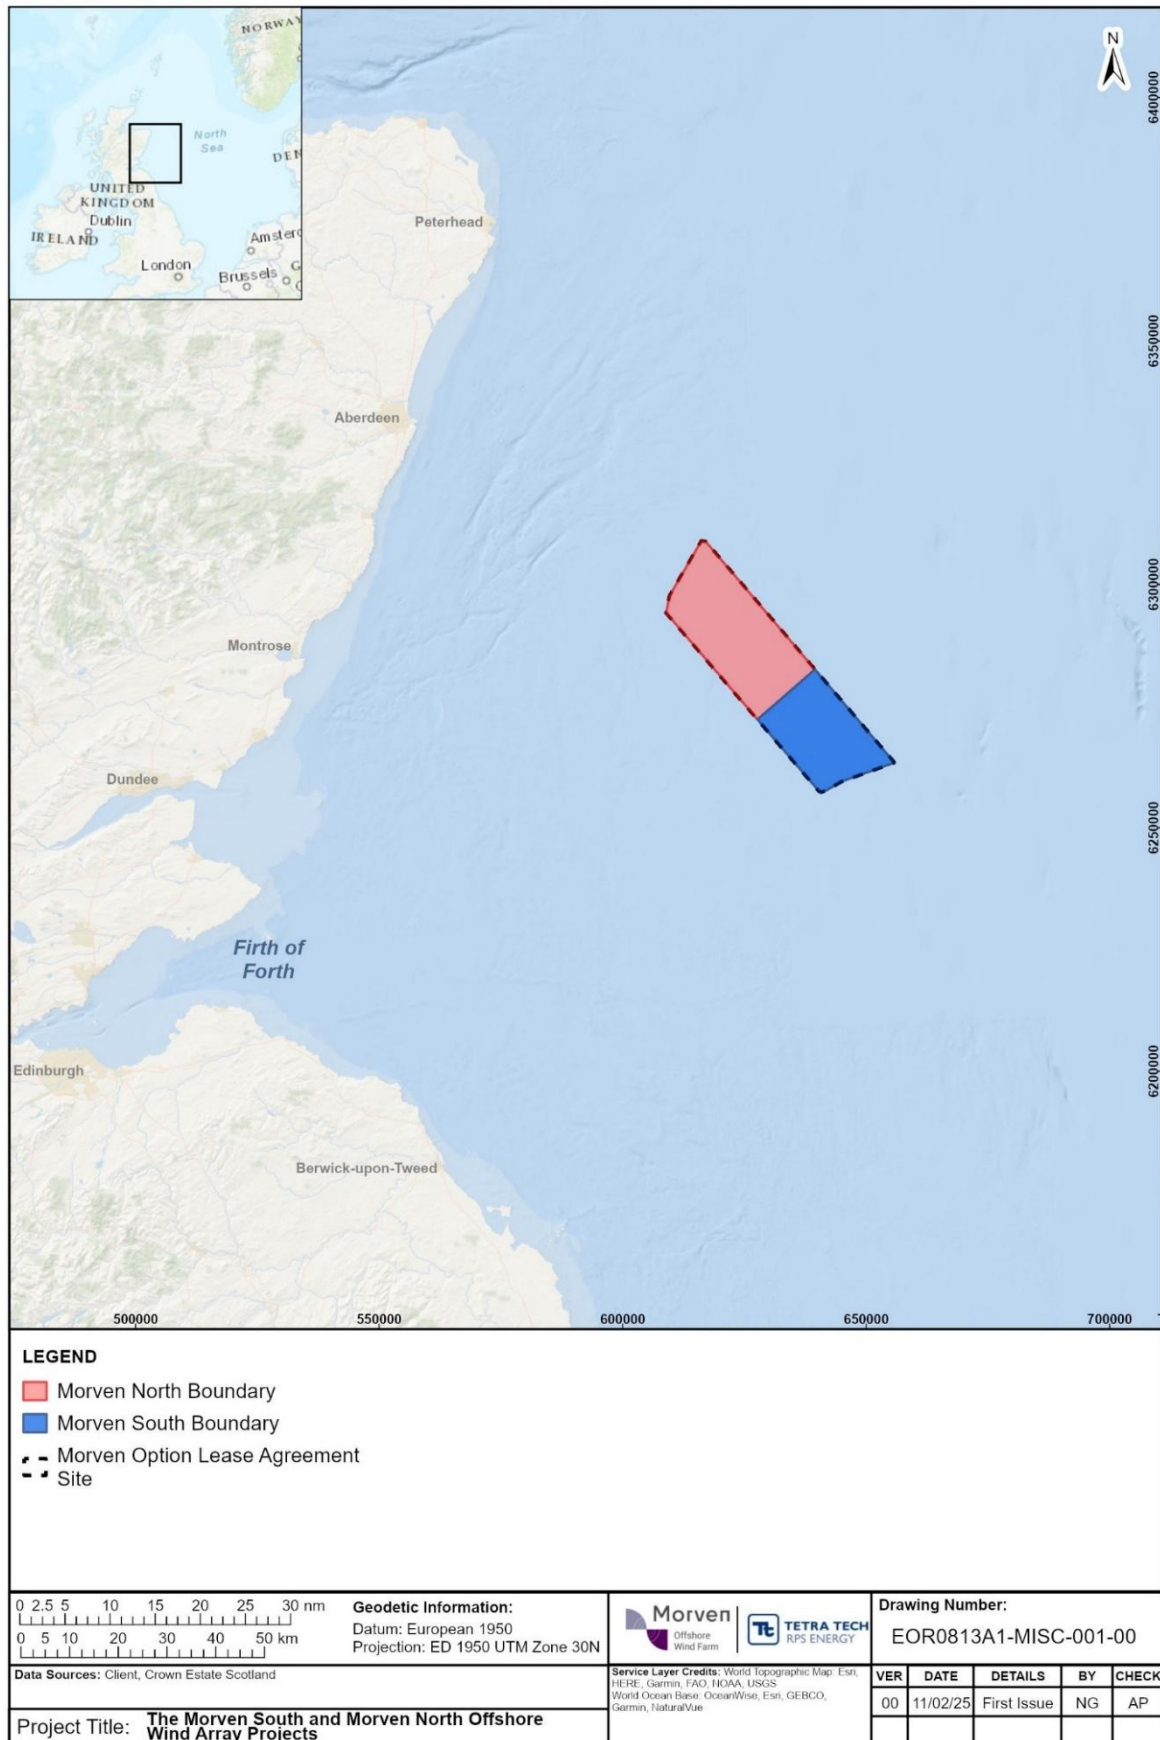 NORWAY
North
Sea
DEN
UNITED
KINGDOM
Dublin
IRELAND
Amsterd
London
Brussels
G
N
Peterhead
Aberdeen
Montrose
Dundee
Firth of
Forth
Edinburgh
Berwick-upon-Tweed
6400000
6350000
6300000
6250000
6200000
500000 550000 600000 650000 700000
LEGEND
Morven North Boundary
Morven South Boundary
Morven Option Lease Agreement
Site
0 2.5 5 10 15 20 25 30 nm
0 5 10 20 30 40 50 km
Geodetic Information:
Datum: European 1950
Projection: ED 1950 UTM Zone 30N
Morven
Offshore
Wind Farm
Tt
TETRA TECH
RPS ENERGY
Drawing Number:
EOR0813A1-MISC-001-00
Data Sources: Client, Crown Estate Scotland
Service Layer Credits: World Topographic Map: Esri,
HERE, Garmin, FAO, NOAA, USGS
World Ocean Base: OceanWise, Esri, GEBCO,
Garmin, NaturalVue
VER DATE DETAILS BY CHECK
00 11/02/25 First Issue NG AP
Project Title: The Morven South and Morven North Offshore
Wind Array Projects